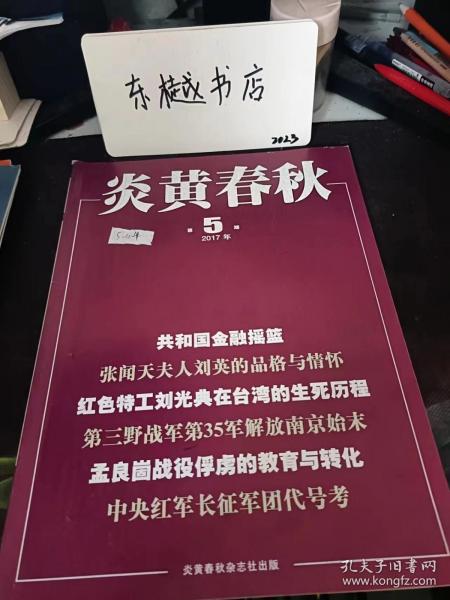 东樾书店
2023
炎黄春秋
第5期
2017年
共和国金融摇篮
张闻天夫人刘英的品格与情怀
红色特工刘光典在台湾的生死历程
第三野战军第35军解放南京始末
孟良崮战役俘虏的教育与转化
中央红军长征军团代号考
炎黄春秋杂志社出版
孔夫子旧书网
www.kongfz.com